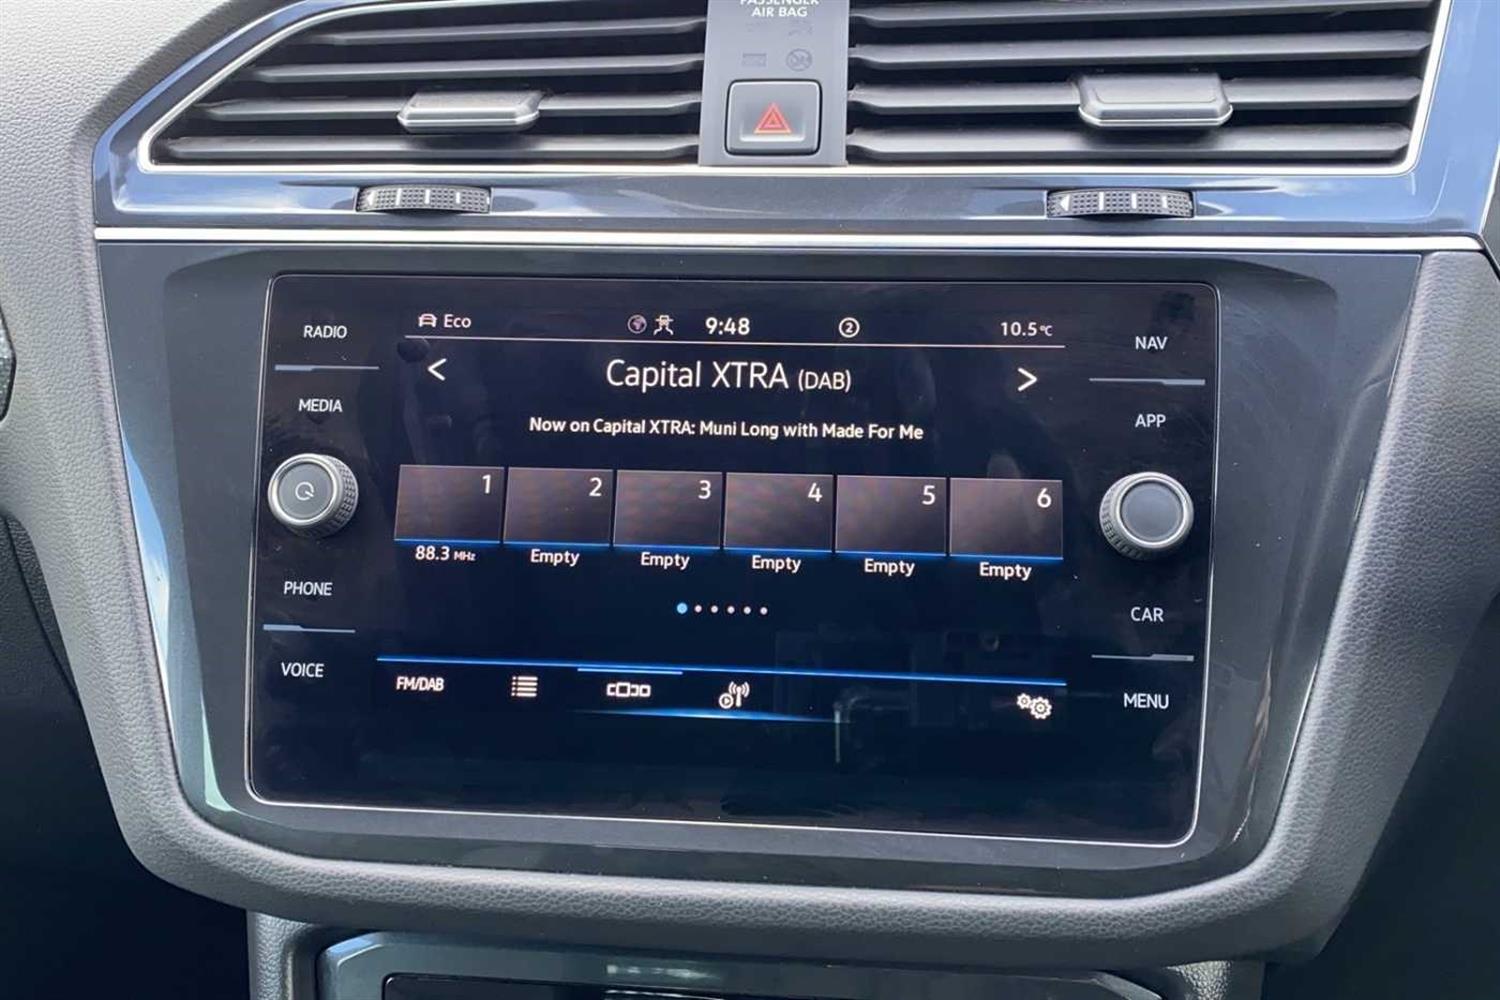 PASSENGER
AIR BAG
RADIO
MEDIA
PHONE
VOICE
Eco
9:48
2
10.5°C
< Capital XTRA (DAB) >
Now on Capital XTRA: Muni Long with Made For Me
1 2 3 4 5 6
88.3 MHz Empty Empty Empty Empty Empty
FM/DAB
NAV
APP
CAR
MENU